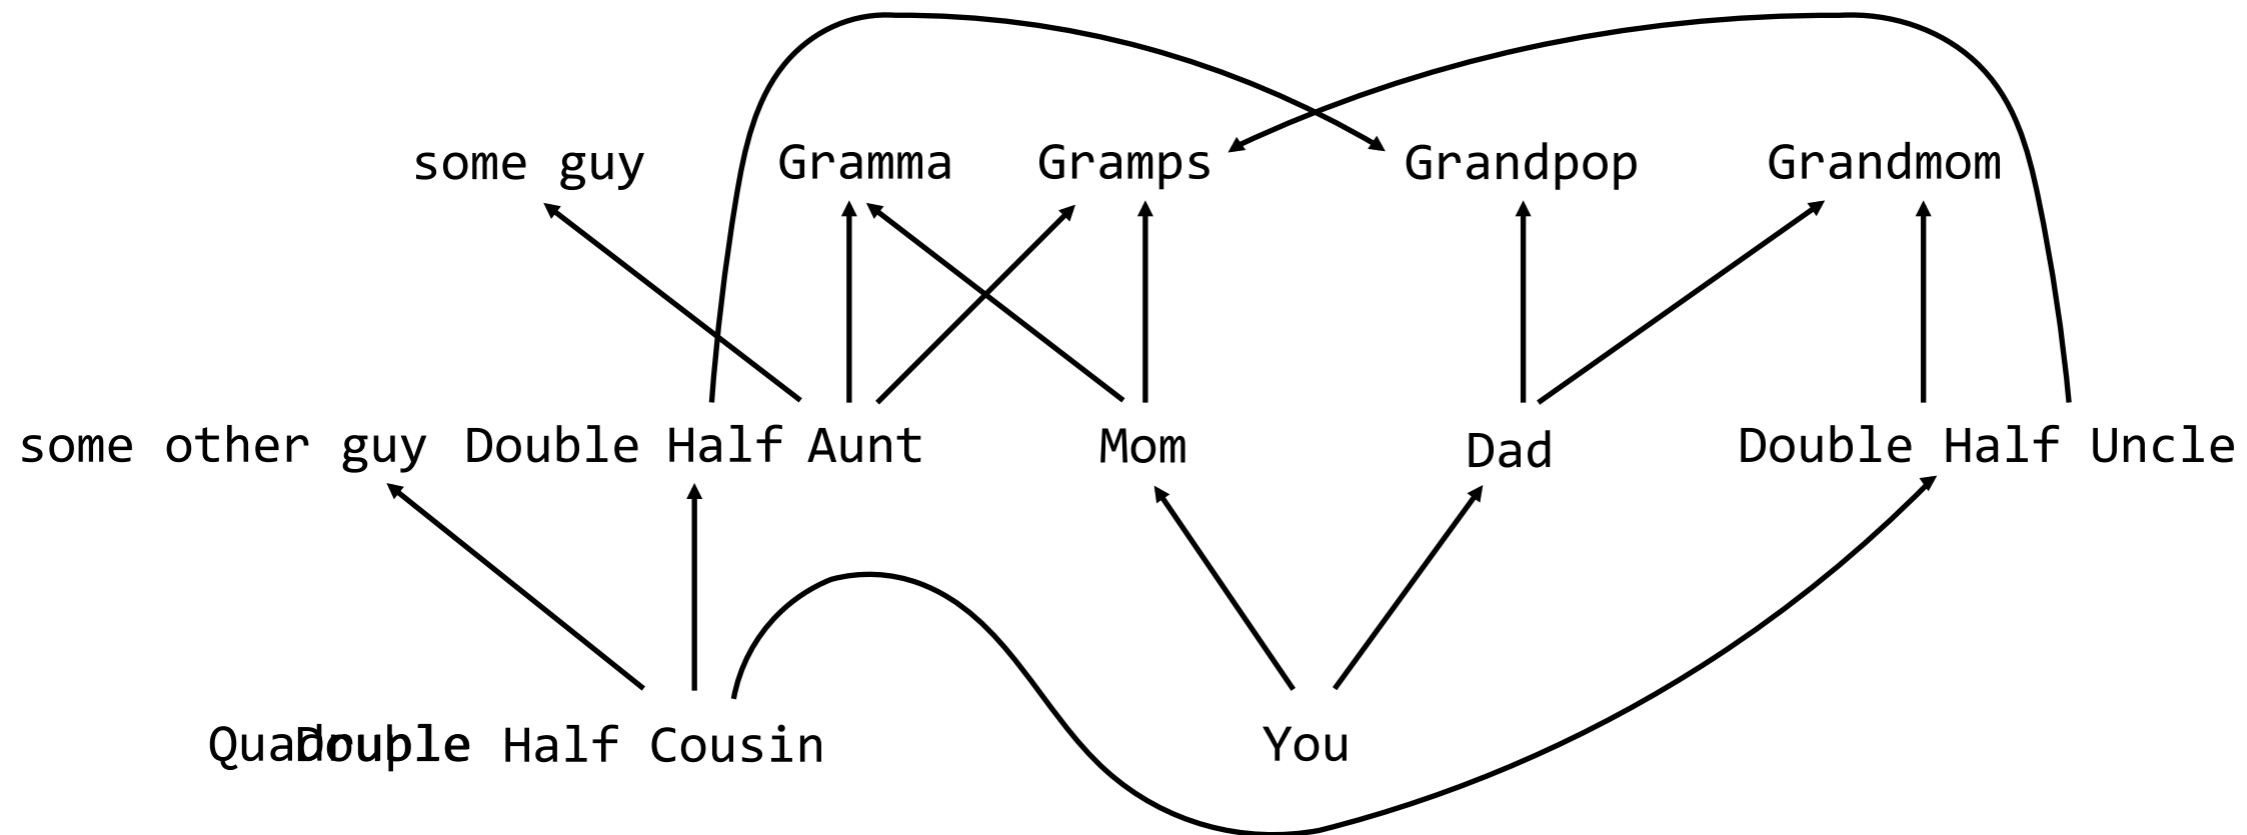 some guy Gramma Gramps Grandpop Grandmom
some other guy Double Half Aunt Mom Dad Double Half Uncle
Quadruple Double Half Cousin You